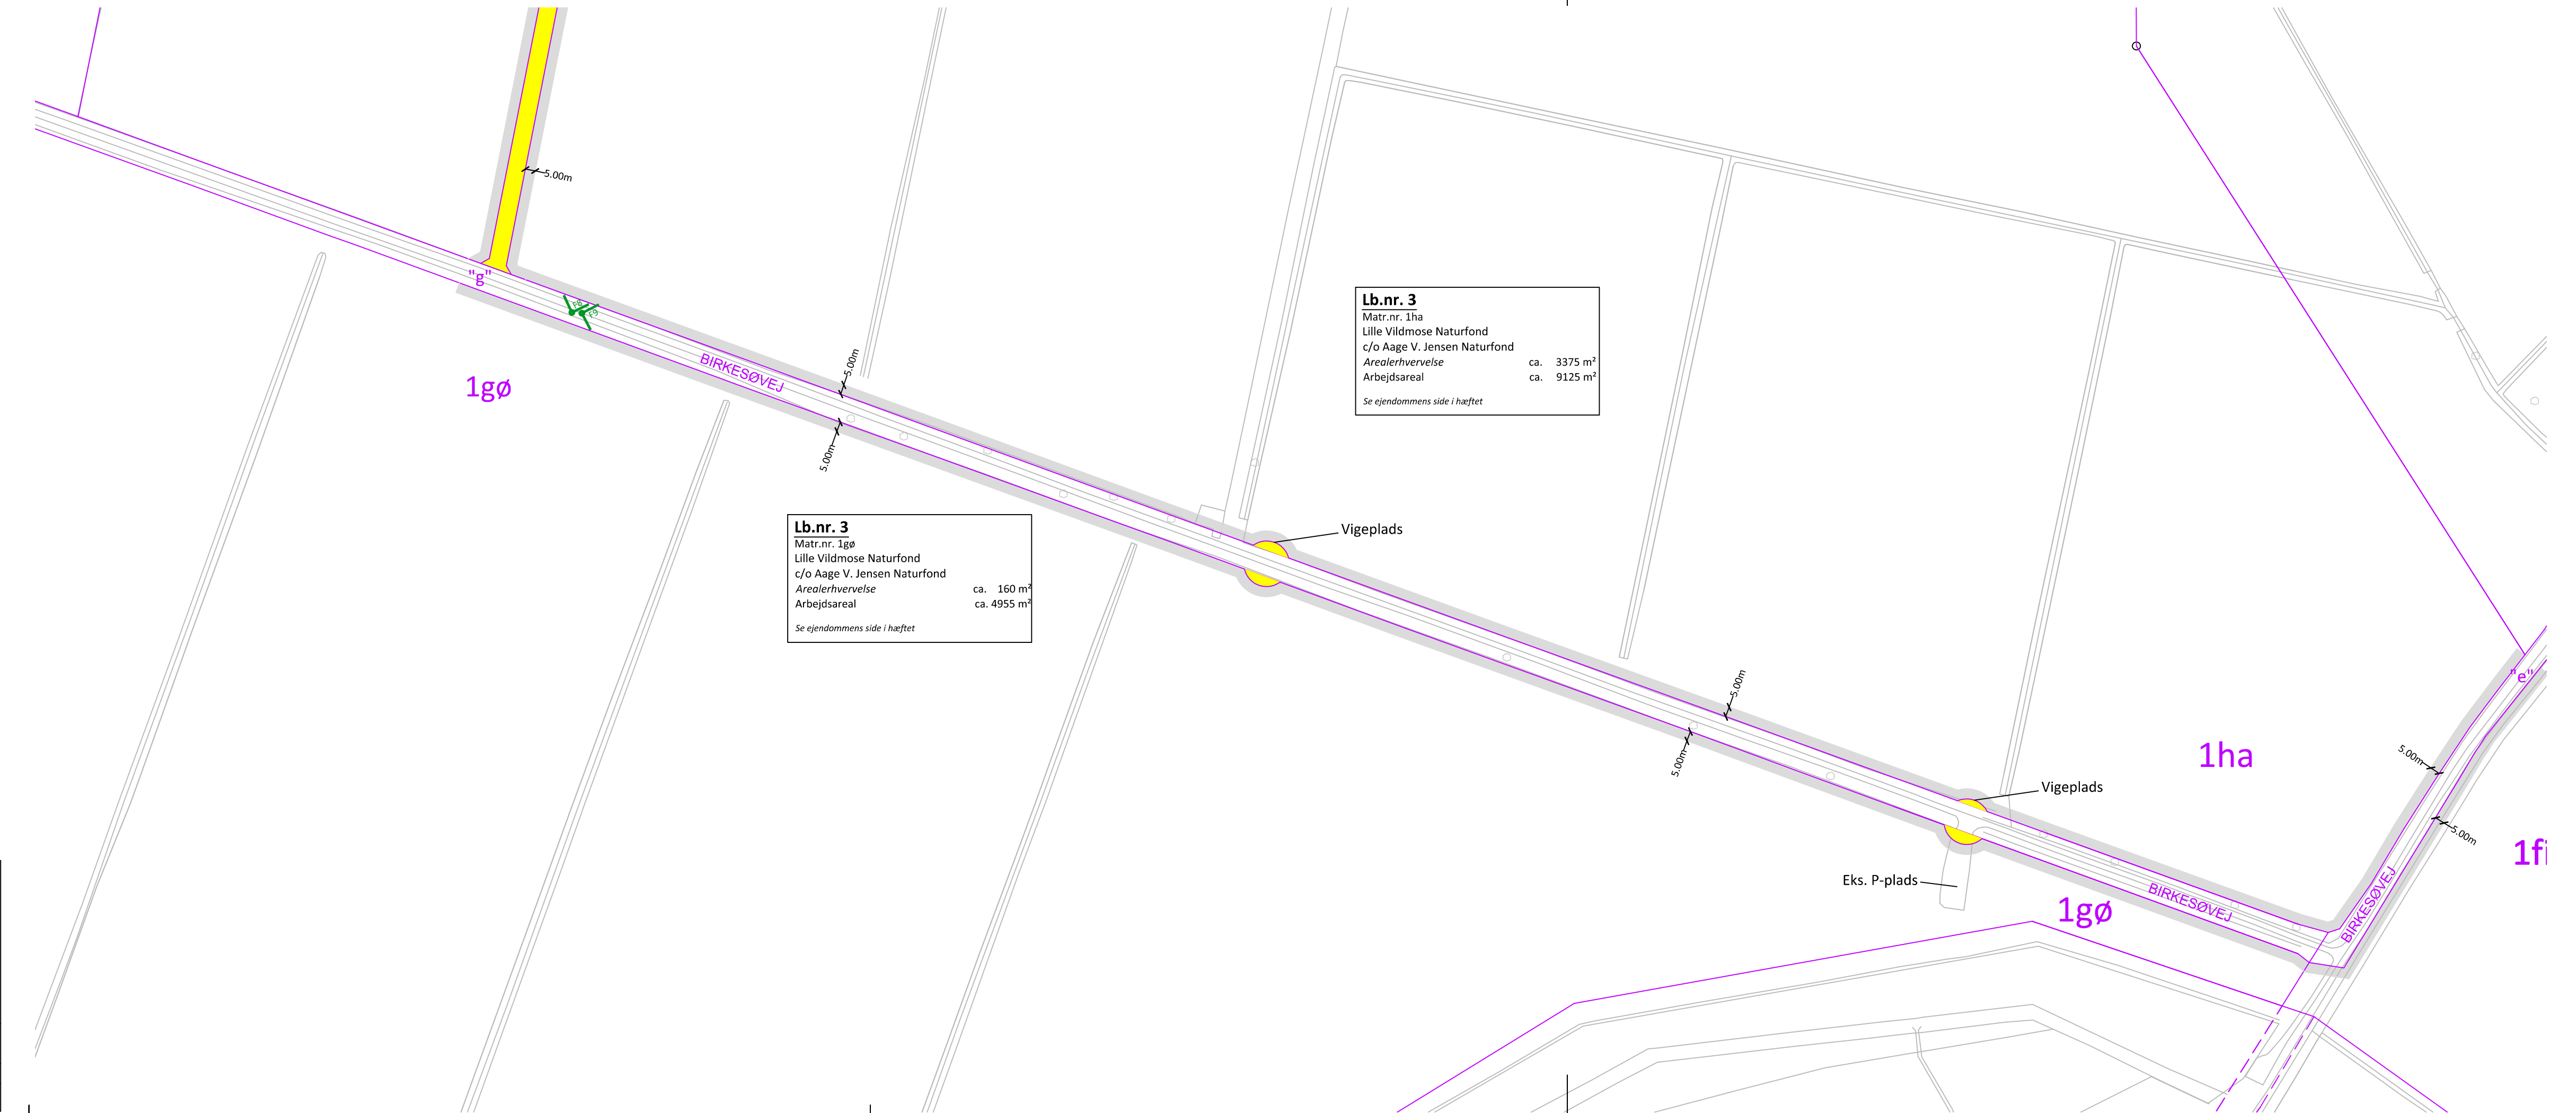 5.00m
"g"
F8
F9
BIRKESØVEJ
5.00m
5.00m
1gø
Lb.nr. 3
Matr.nr. 1ha
Lille Vildmose Naturfond
c/o Aage V. Jensen Naturfond
Arealerhvervelse ca. 3375 m²
Arbejdsareal ca. 9125 m²
Se ejendommens side i hæftet
Lb.nr. 3
Matr.nr. 1gø
Lille Vildmose Naturfond
c/o Aage V. Jensen Naturfond
Arealerhvervelse ca. 160 m²
Arbejdsareal ca. 4955 m²
Se ejendommens side i hæftet
Vigeplads
5.00m
5.00m
"e"
1ha
5.00m
5.00m
Vigeplads
1fi
Eks. P-plads
BIRKESØVEJ
BIRKESØVEJ
1gø